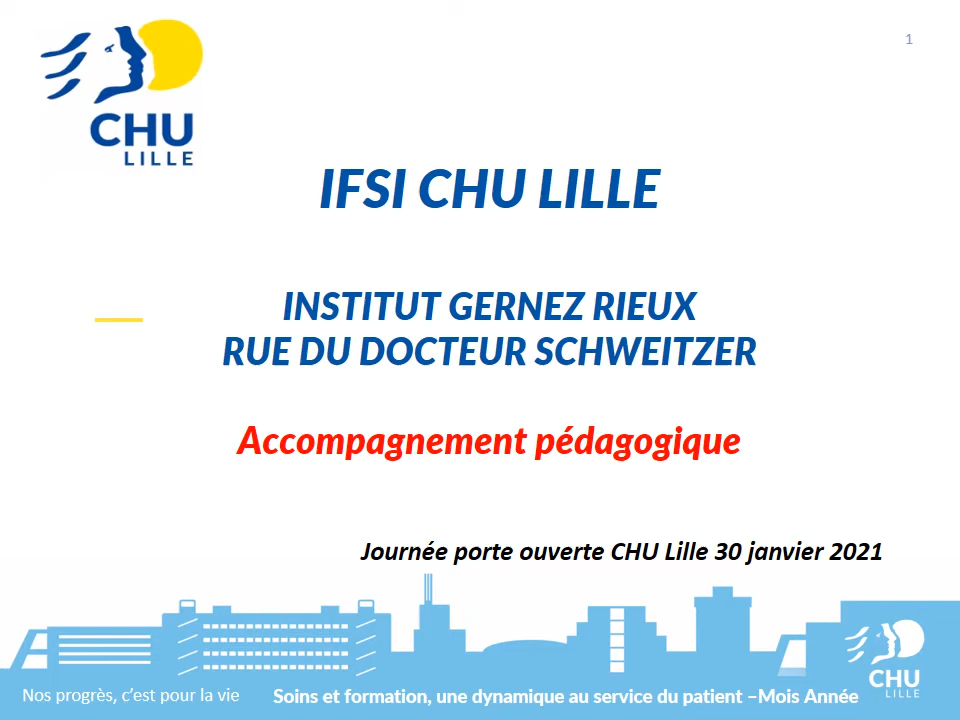 1
CHU
LILLE
IFSI CHU LILLE
INSTITUT GERNEZ RIEUX
RUE DU DOCTEUR SCHWEITZER
Accompagnement pédagogique
Journée porte ouverte CHU Lille 30 janvier 2021
Nos progrès, c’est pour la vie
Soins et formation, une dynamique au service du patient –Mois Année
CHU
LILLE